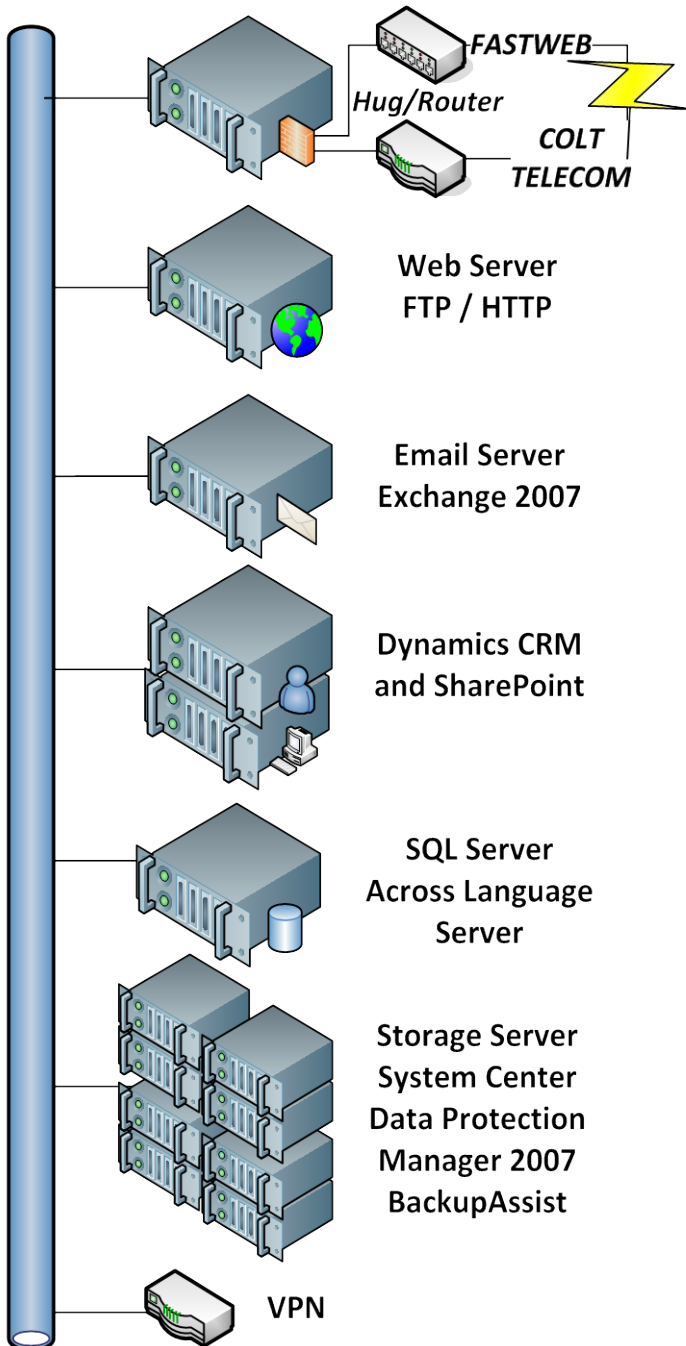 FASTWEB
Hug/Router
COLT
TELECOM
Web Server
FTP / HTTP
Email Server
Exchange 2007
Dynamics CRM
and SharePoint
SQL Server
Across Language
Server
Storage Server
System Center
Data Protection
Manager 2007
BackupAssist
VPN